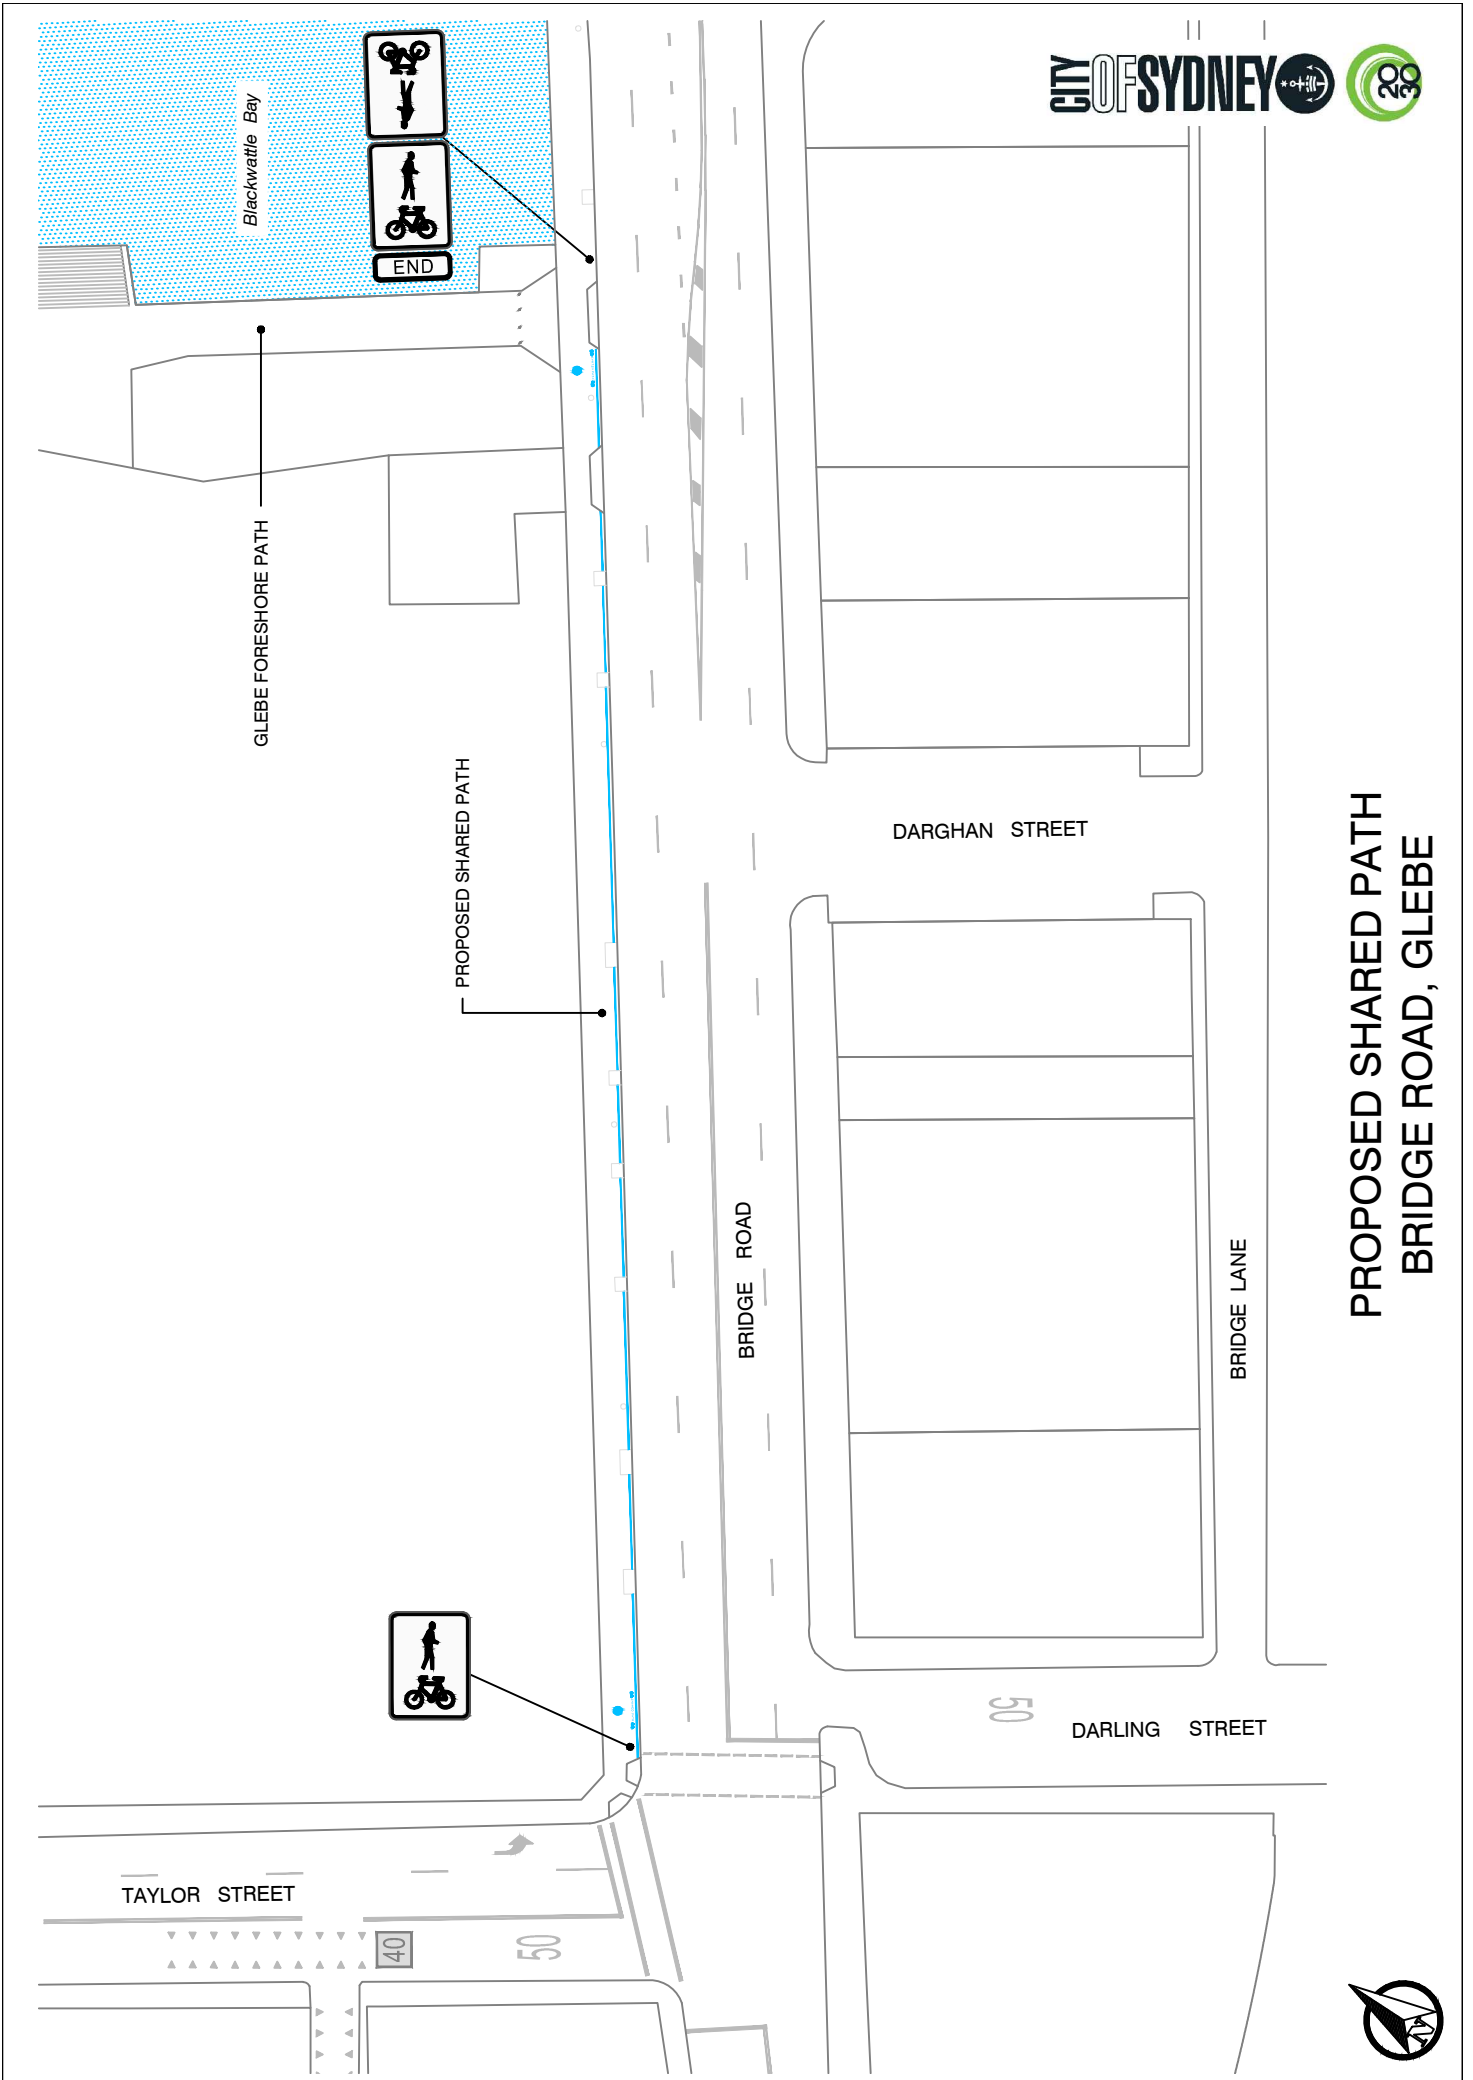 CITY OF SYDNEY
2030
Blackwattle Bay
END
GLEBE FORESHORE PATH
PROPOSED SHARED PATH
DARGHAN STREET
BRIDGE ROAD
BRIDGE LANE
50
DARLING STREET
TAYLOR STREET
40
50
PROPOSED SHARED PATH
BRIDGE ROAD, GLEBE
N